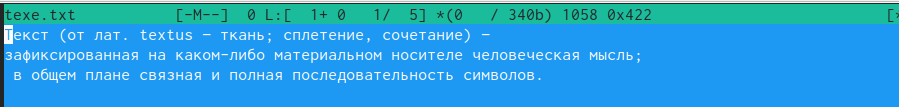 texe.txt [-M--] 0 L:[ 1+ 0 1/ 5] *(0 / 340b) 1058 0x422 [*
Текст (от лат. textus — ткань; сплетение, сочетание) —
зафиксированная на каком-либо материальном носителе человеческая мысль;
в общем плане связная и полная последовательность символов.